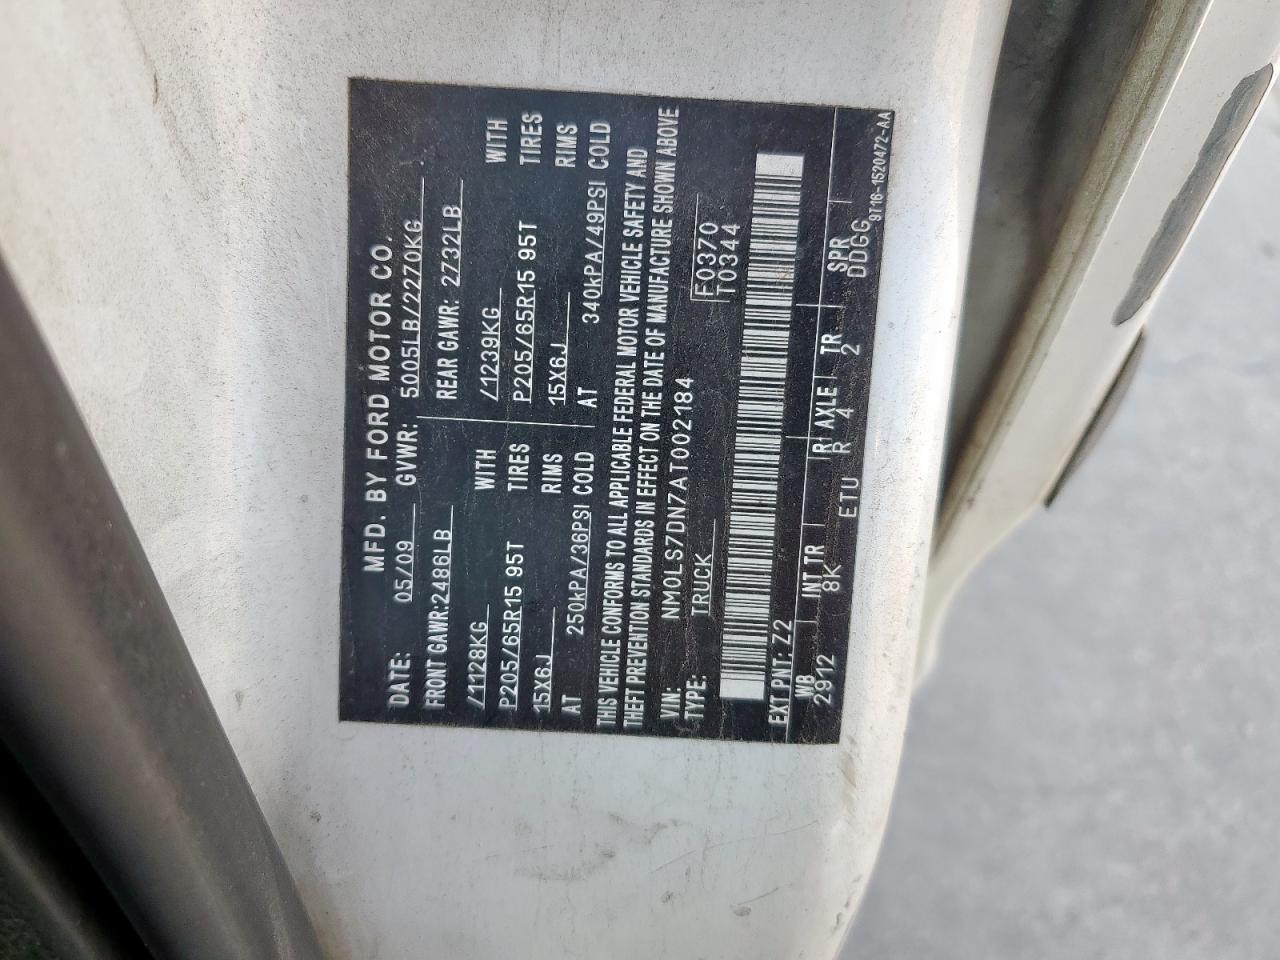 MFD. BY FORD MOTOR CO.
DATE: 05/09 GVWR: 5005LB/2270KG
FRONT GAWR:2486LB REAR GAWR: 2732LB
/1128KG WITH /1239KG WITH
P205/65R15 95T TIRES P205/65R15 95T TIRES
15X6J RIMS 15X6J RIMS
AT 250kPA/36PSI COLD AT 340kPA/49PSI COLD
THIS VEHICLE CONFORMS TO ALL APPLICABLE FEDERAL MOTOR VEHICLE SAFETY AND
THEFT PREVENTION STANDARDS IN EFFECT ON THE DATE OF MANUFACTURE SHOWN ABOVE.
VIN: NM0LS7DN7AT002184 F0370
TYPE: TRUCK T0344
EXT PNT: Z2
WB INT TR R AXLE TR SPR
2912 8K ETU R 4 2 DDGG
9T16-1520472-AA